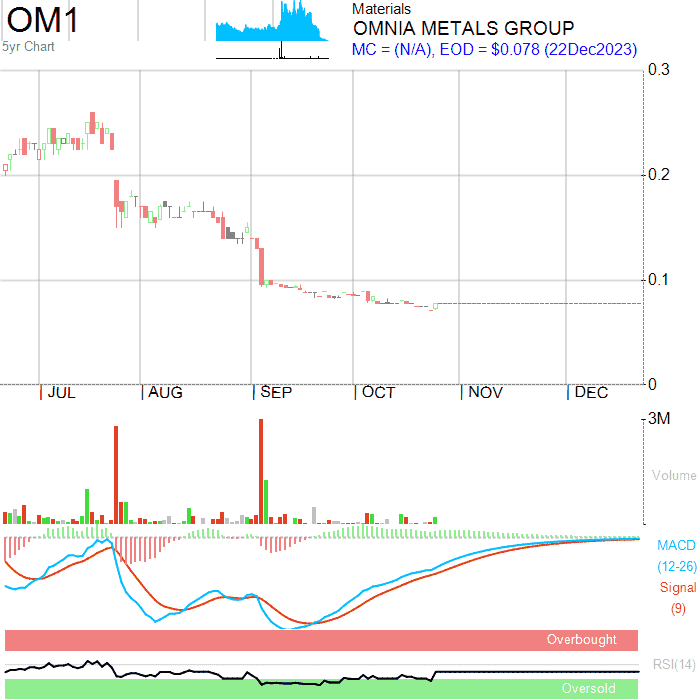 OM1
5yr Chart
Materials
OMNIA METALS GROUP
MC = (N/A), EOD = $0.078 (22Dec2023)
0.3
0.2
0.1
0
JUL AUG SEP OCT NOV DEC
3M
Volume
MACD
(12-26)
Signal
(9)
Overbought
RSI(14)
Oversold